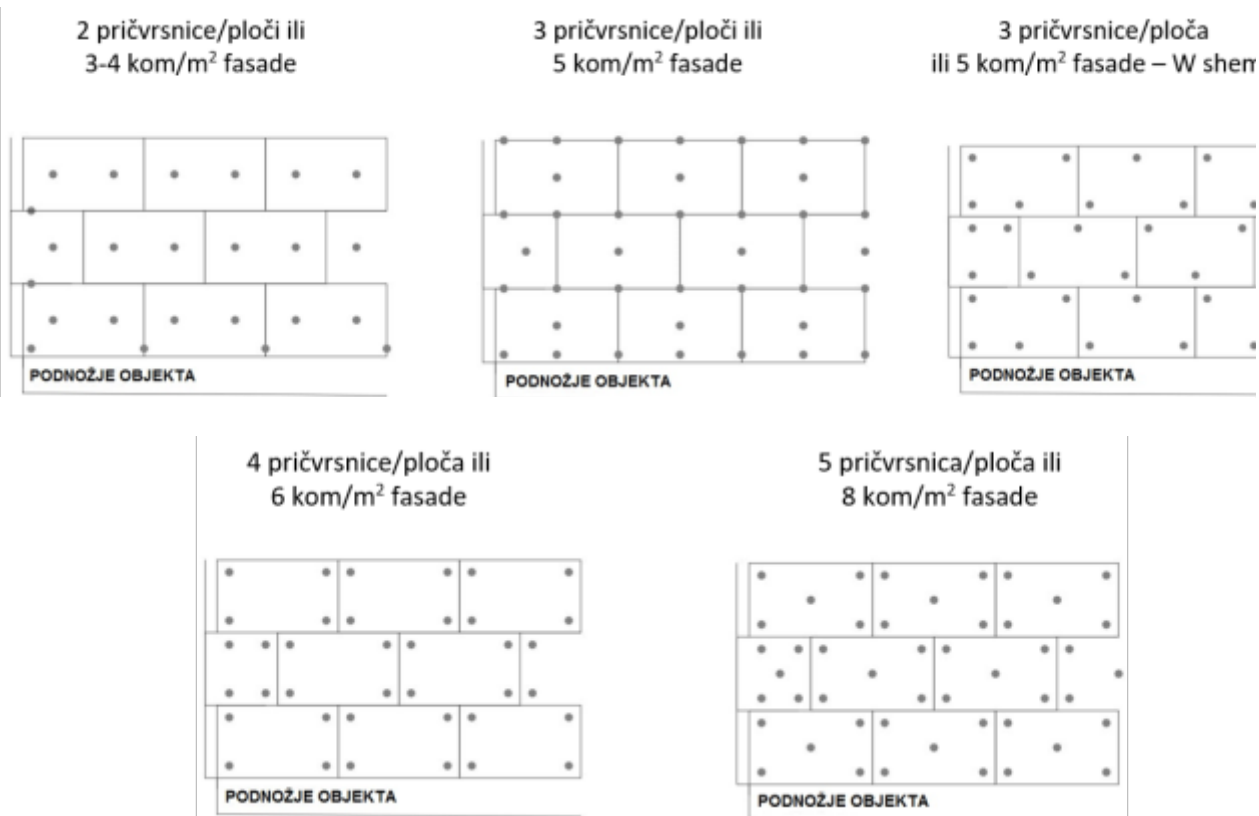 2 pričvrsnice/ploči ili
3-4 kom/m² fasade
3 pričvrsnice/ploči ili
5 kom/m² fasade
3 pričvrsnice/ploča
ili 5 kom/m² fasade – W shem
PODNOŽJE OBJEKTA
PODNOŽJE OBJEKTA
PODNOŽJE OBJEKTA
4 pričvrsnice/ploča ili
6 kom/m² fasade
5 pričvrsnica/ploča ili
8 kom/m² fasade
PODNOŽJE OBJEKTA
PODNOŽJE OBJEKTA